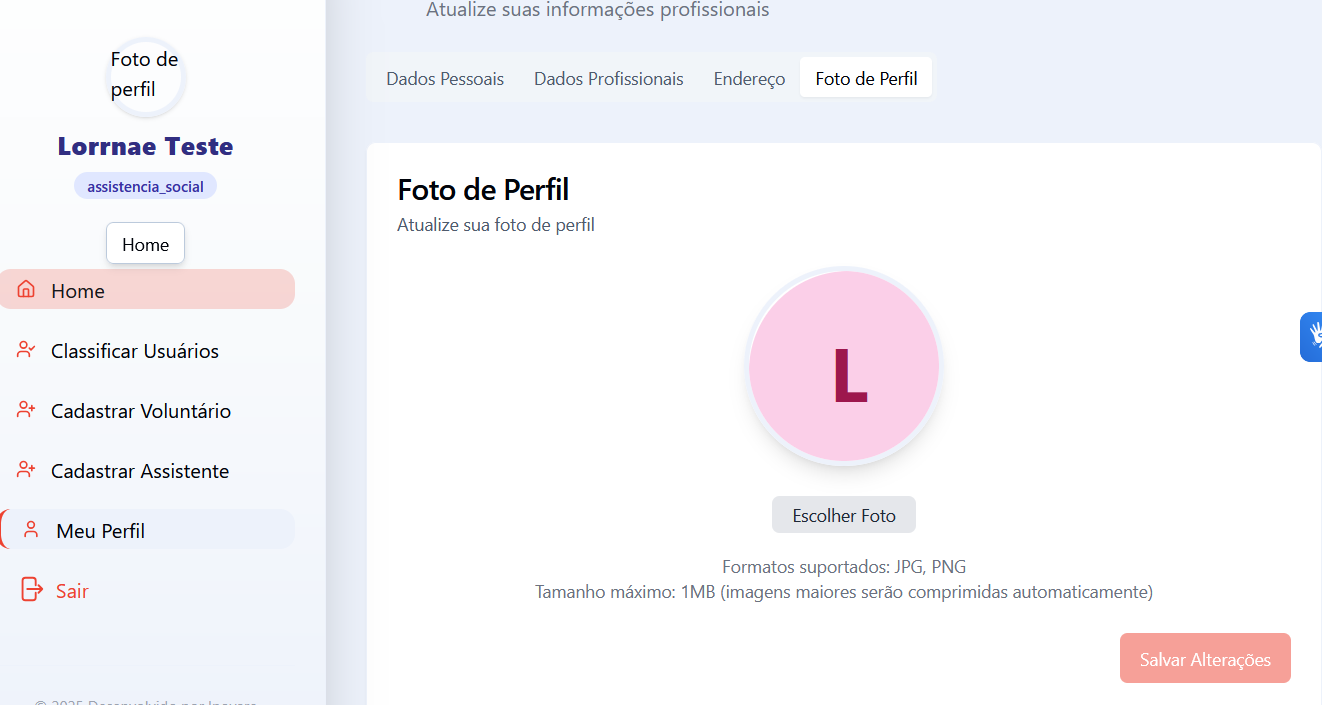 Atualize suas informações profissionais
Foto de
perfil
Dados Pessoais Dados Profissionais Endereço Foto de Perfil
Lorrnae Teste
assistencia_social
Home
Home
Classificar Usuários
Cadastrar Voluntário
Cadastrar Assistente
Meu Perfil
Sair
Foto de Perfil
Atualize sua foto de perfil
L
Escolher Foto
Formatos suportados: JPG, PNG
Tamanho máximo: 1MB (imagens maiores serão comprimidas automaticamente)
Salvar Alterações
© 2025 Desenvolvido por